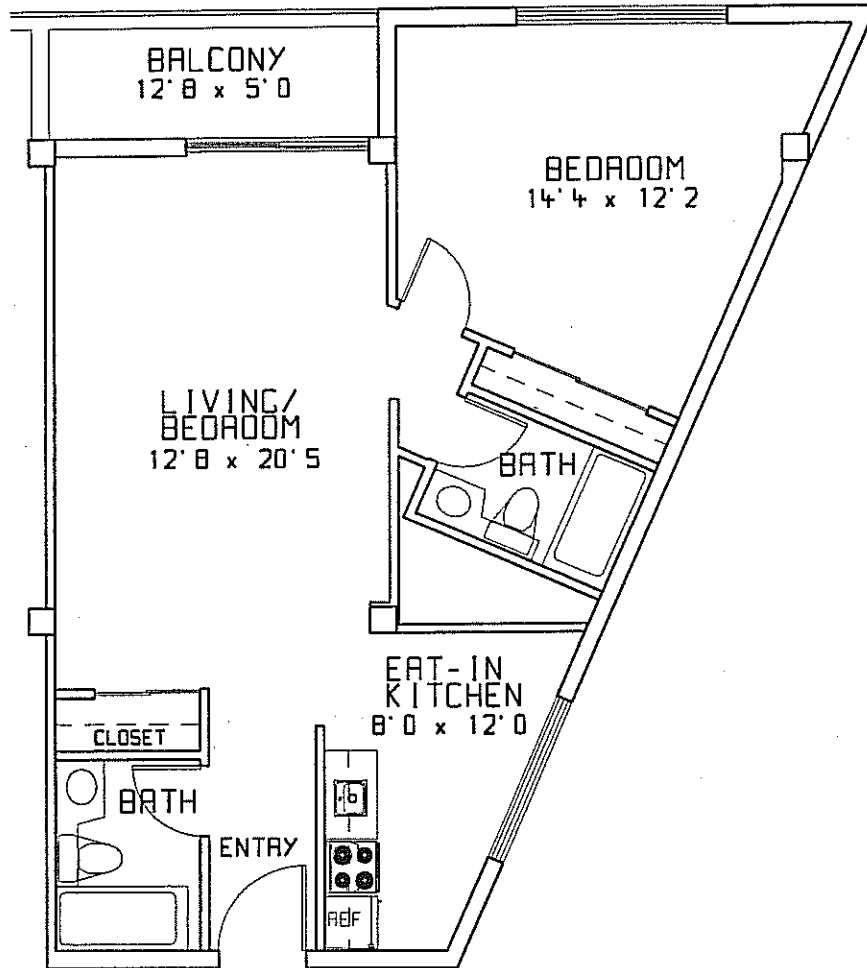 BALCONY
12'8 x 5'0
BEDROOM
14'4 x 12'2
LIVING/
BEDROOM
12'8 x 20'5
BATH
EAT-IN
KITCHEN
8'0 x 12'0
CLOSET
BATH
ENTRY
REF